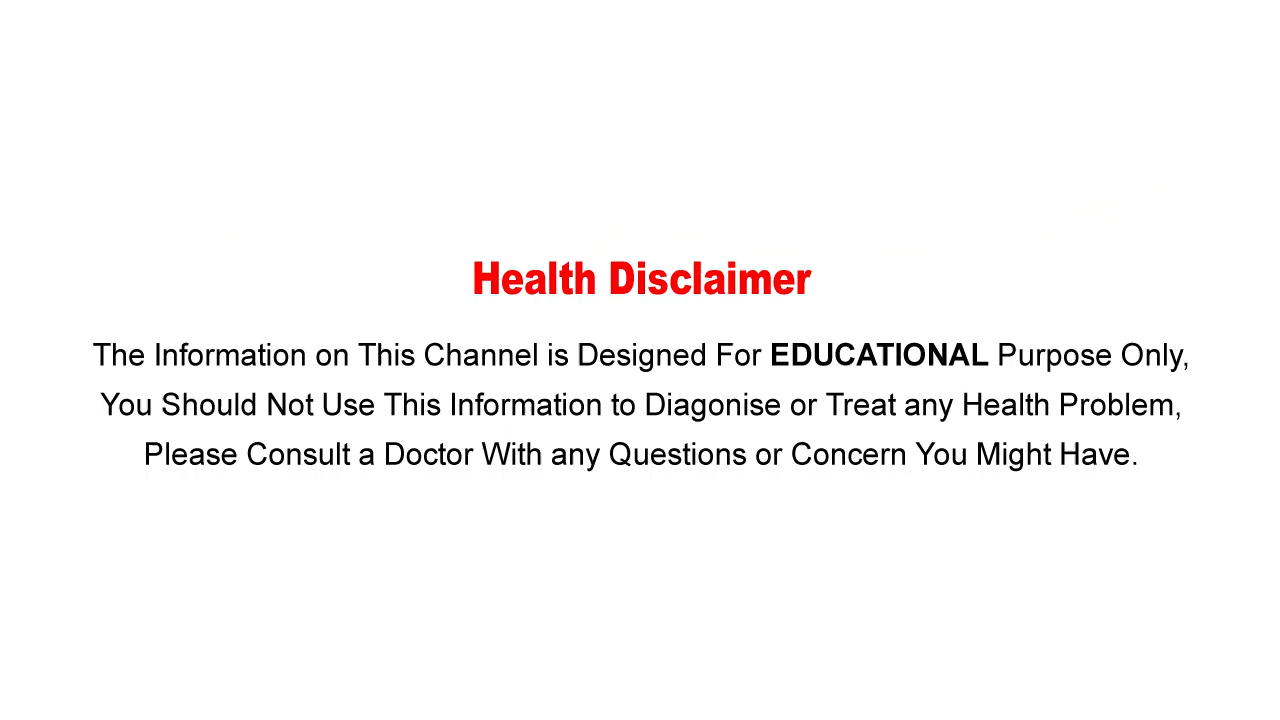 Health Disclaimer
The Information on This Channel is Designed For EDUCATIONAL Purpose Only,
You Should Not Use This Information to Diagonise or Treat any Health Problem,
Please Consult a Doctor With any Questions or Concern You Might Have.